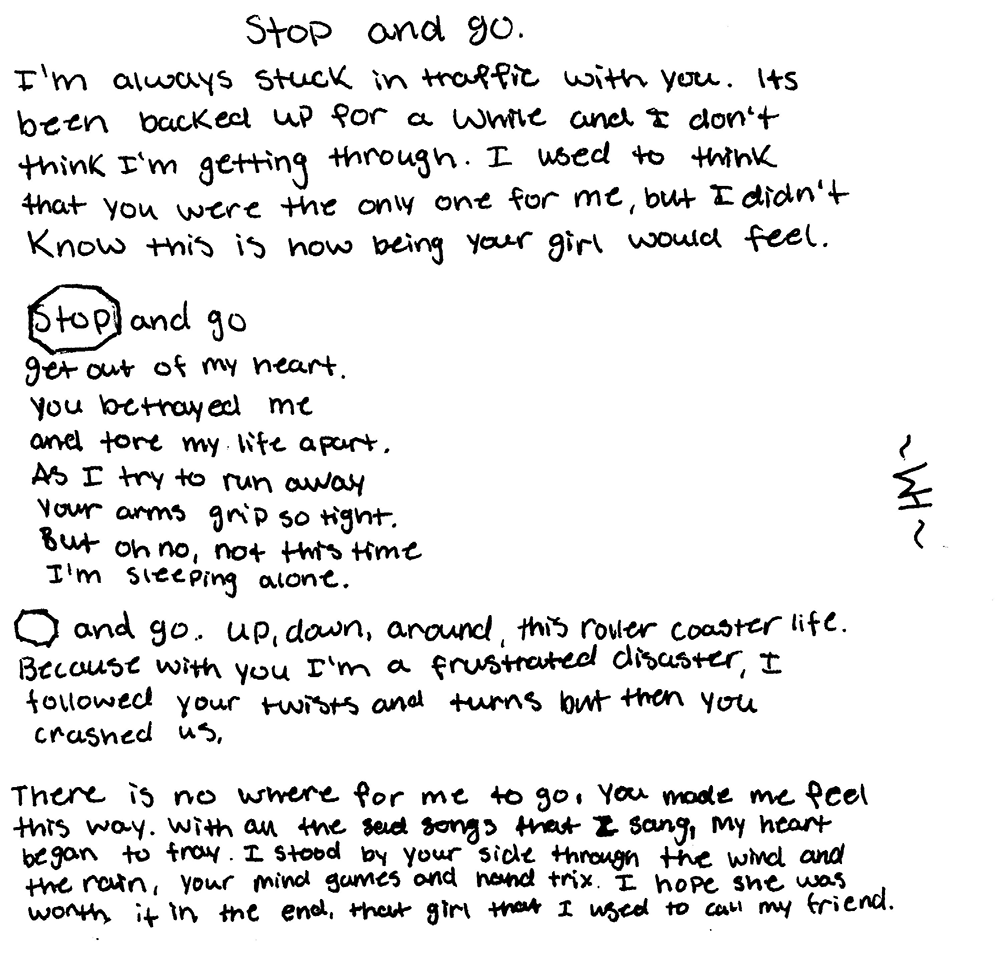 Stop and go.
I'm always stuck in traffic with you. Its
been backed up for a while and I don't
think I'm getting through. I used to think
that you were the only one for me, but I didn't
know this is how being your girl would feel.
Stop and go
get out of my heart.
you betrayed me
and tore my life apart.
As I try to run away
your arms grip so tight.
But oh no, not this time
I'm sleeping alone.
and go. up, down, around, this roller coaster life.
Because with you I'm a frustrated disaster, I
followed your twists and turns but then you
crashed us.
There is no where for me to go. You made me feel
this way. With all the sad songs that I sang, my heart
began to fray. I stood by your side through the wind and
the rain, your mind games and hand trix. I hope she was
worth it in the end, that girl that I used to call my friend.